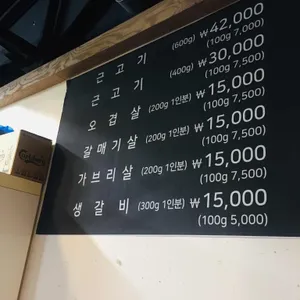 근 고 기 (600g) ₩ 42,000
(100g 7,000)
근 고 기 (400g) ₩ 30,000
(100g 7,500)
오 겹 살 (200g 1인분) ₩ 15,000
(100g 7,500)
갈 매 기 살 (200g 1인분) ₩ 15,000
(100g 7,500)
가 브 리 살 (200g 1인분) ₩ 15,000
(100g 7,500)
생 갈 비 (300g 1인분) ₩ 15,000
(100g 5,000)